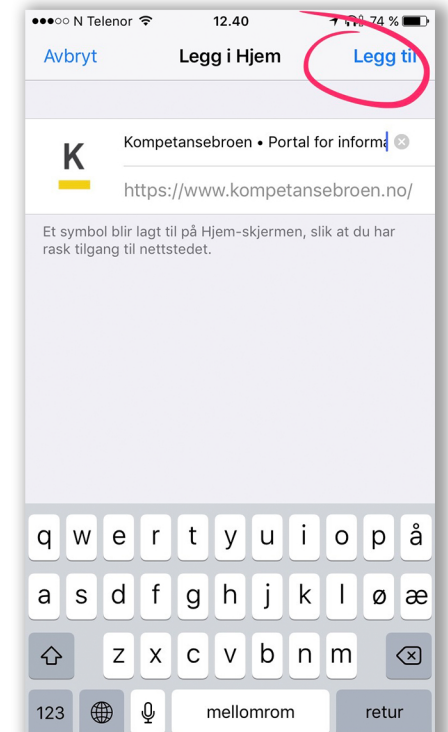 N Telenor 12.40 74 %
Avbryt Legg i Hjem Legg til
K
Kompetansebroen • Portal for informa
https://www.kompetansebroen.no/
Et symbol blir lagt til på Hjem-skjermen, slik at du har
rask tilgang til nettstedet.
q w e r t y u i o p å
a s d f g h j k l ø æ
z x c v b n m
123 mellomrom retur